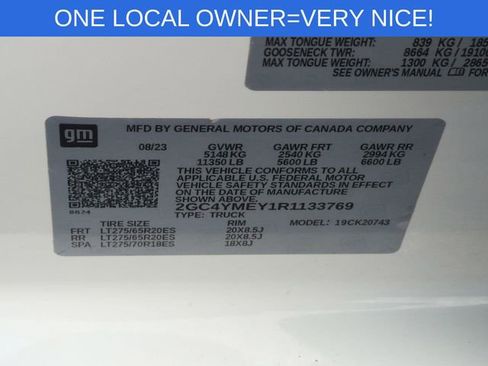 ONE LOCAL OWNER=VERY NICE!
MAX TONGUE WEIGHT: 839 KG / 185
GOOSENECK TWR: 8664 KG / 19100
MAX TONGUE WEIGHT: 1300 KG / 2865
SEE OWNER'S MANUAL FOR
gm
MFD BY GENERAL MOTORS OF CANADA COMPANY
08/23 GVWR GAWR FRT GAWR RR
5148 KG 2540 KG 2994 KG
11350 LB 5600 LB 6600 LB
THIS VEHICLE CONFORMS TO ALL
APPLICABLE U.S. FEDERAL MOTOR
VEHICLE SAFETY STANDARDS IN
EFFECT ON THE DATE OF
MANUFACTURE SHOWN ABOVE.
2GC4YMEY1R1133769
8624 TYPE: TRUCK MODEL: 19CK20743
TIRE SIZE RIM
FRT LT275/65R20ES 20X8.5J
RR LT275/65R20ES 20X8.5J
SPA LT275/70R18ES 18X8J